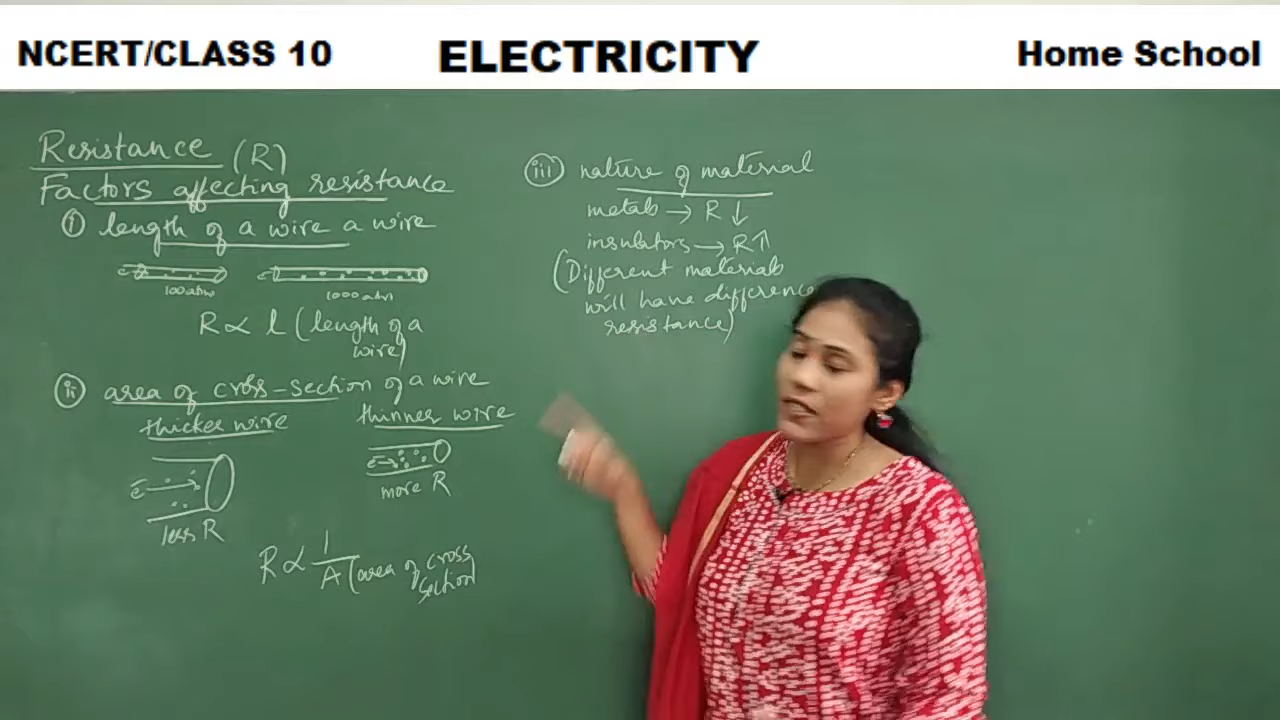 NCERT/CLASS 10
ELECTRICITY
Home School
Resistance (R)
Factors affecting resistance
(i) length of a wire a wire
100 atm
1000 atm
R ∝ l (length of a
wire)
(ii) area of cross-section of a wire
thicker wire
thinner wire
e → 
less R
e →
more R
R ∝ 1/A (area of cross
section)
(iii) nature of material
metals → R ↓
insulators → R ↑
(Different materials
will have difference
resistance)